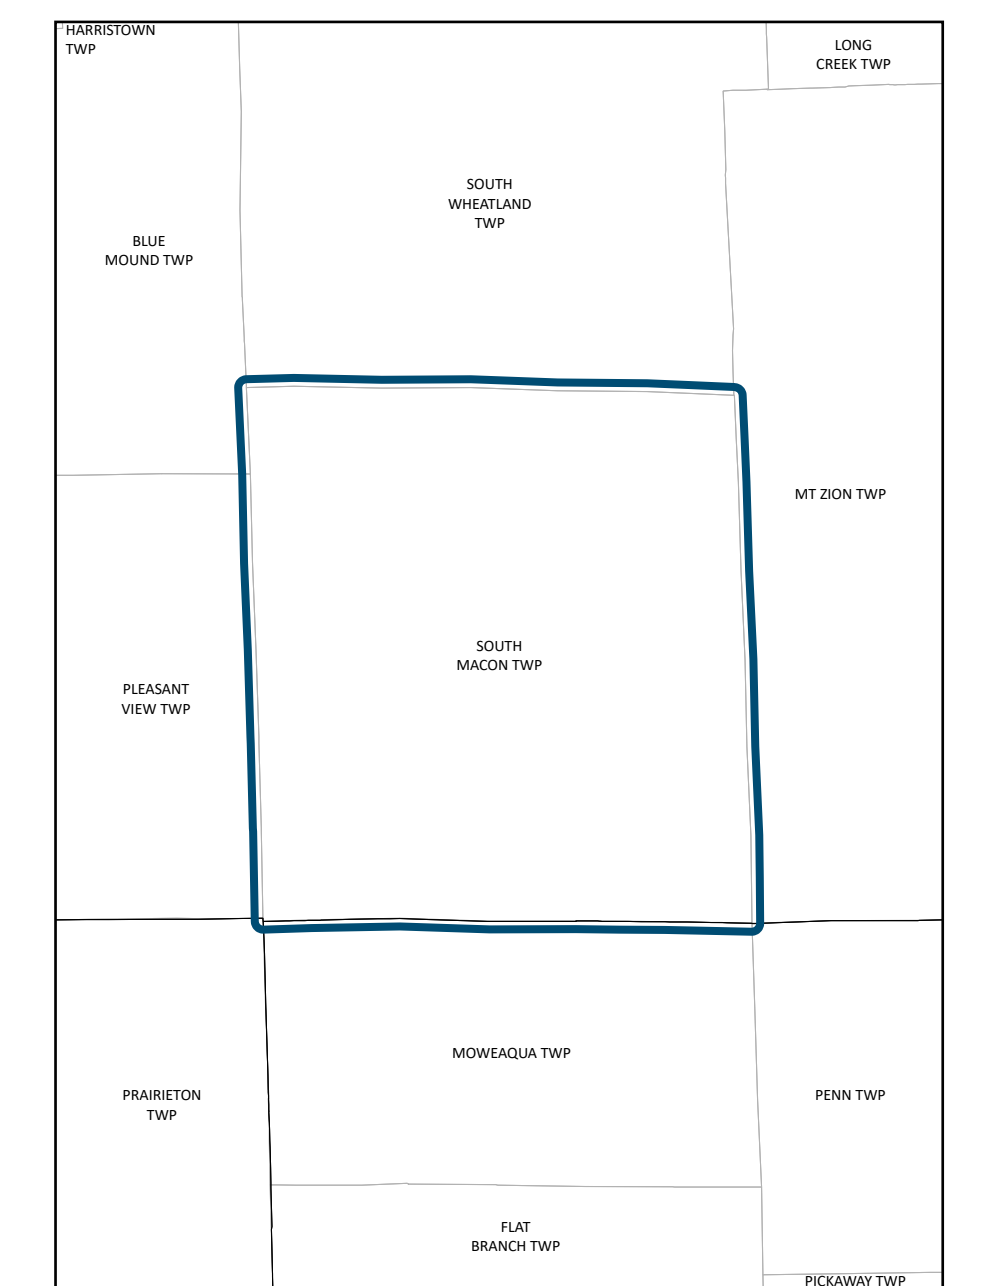 HARRISTOWN
TWP
LONG
CREEK TWP
SOUTH
WHEATLAND
TWP
BLUE
MOUND TWP
MT ZION TWP
SOUTH
MACON TWP
PLEASANT
VIEW TWP
MOWEAQUA TWP
PRAIRIETON
TWP
PENN TWP
FLAT
BRANCH TWP
PICKAWAY TWP